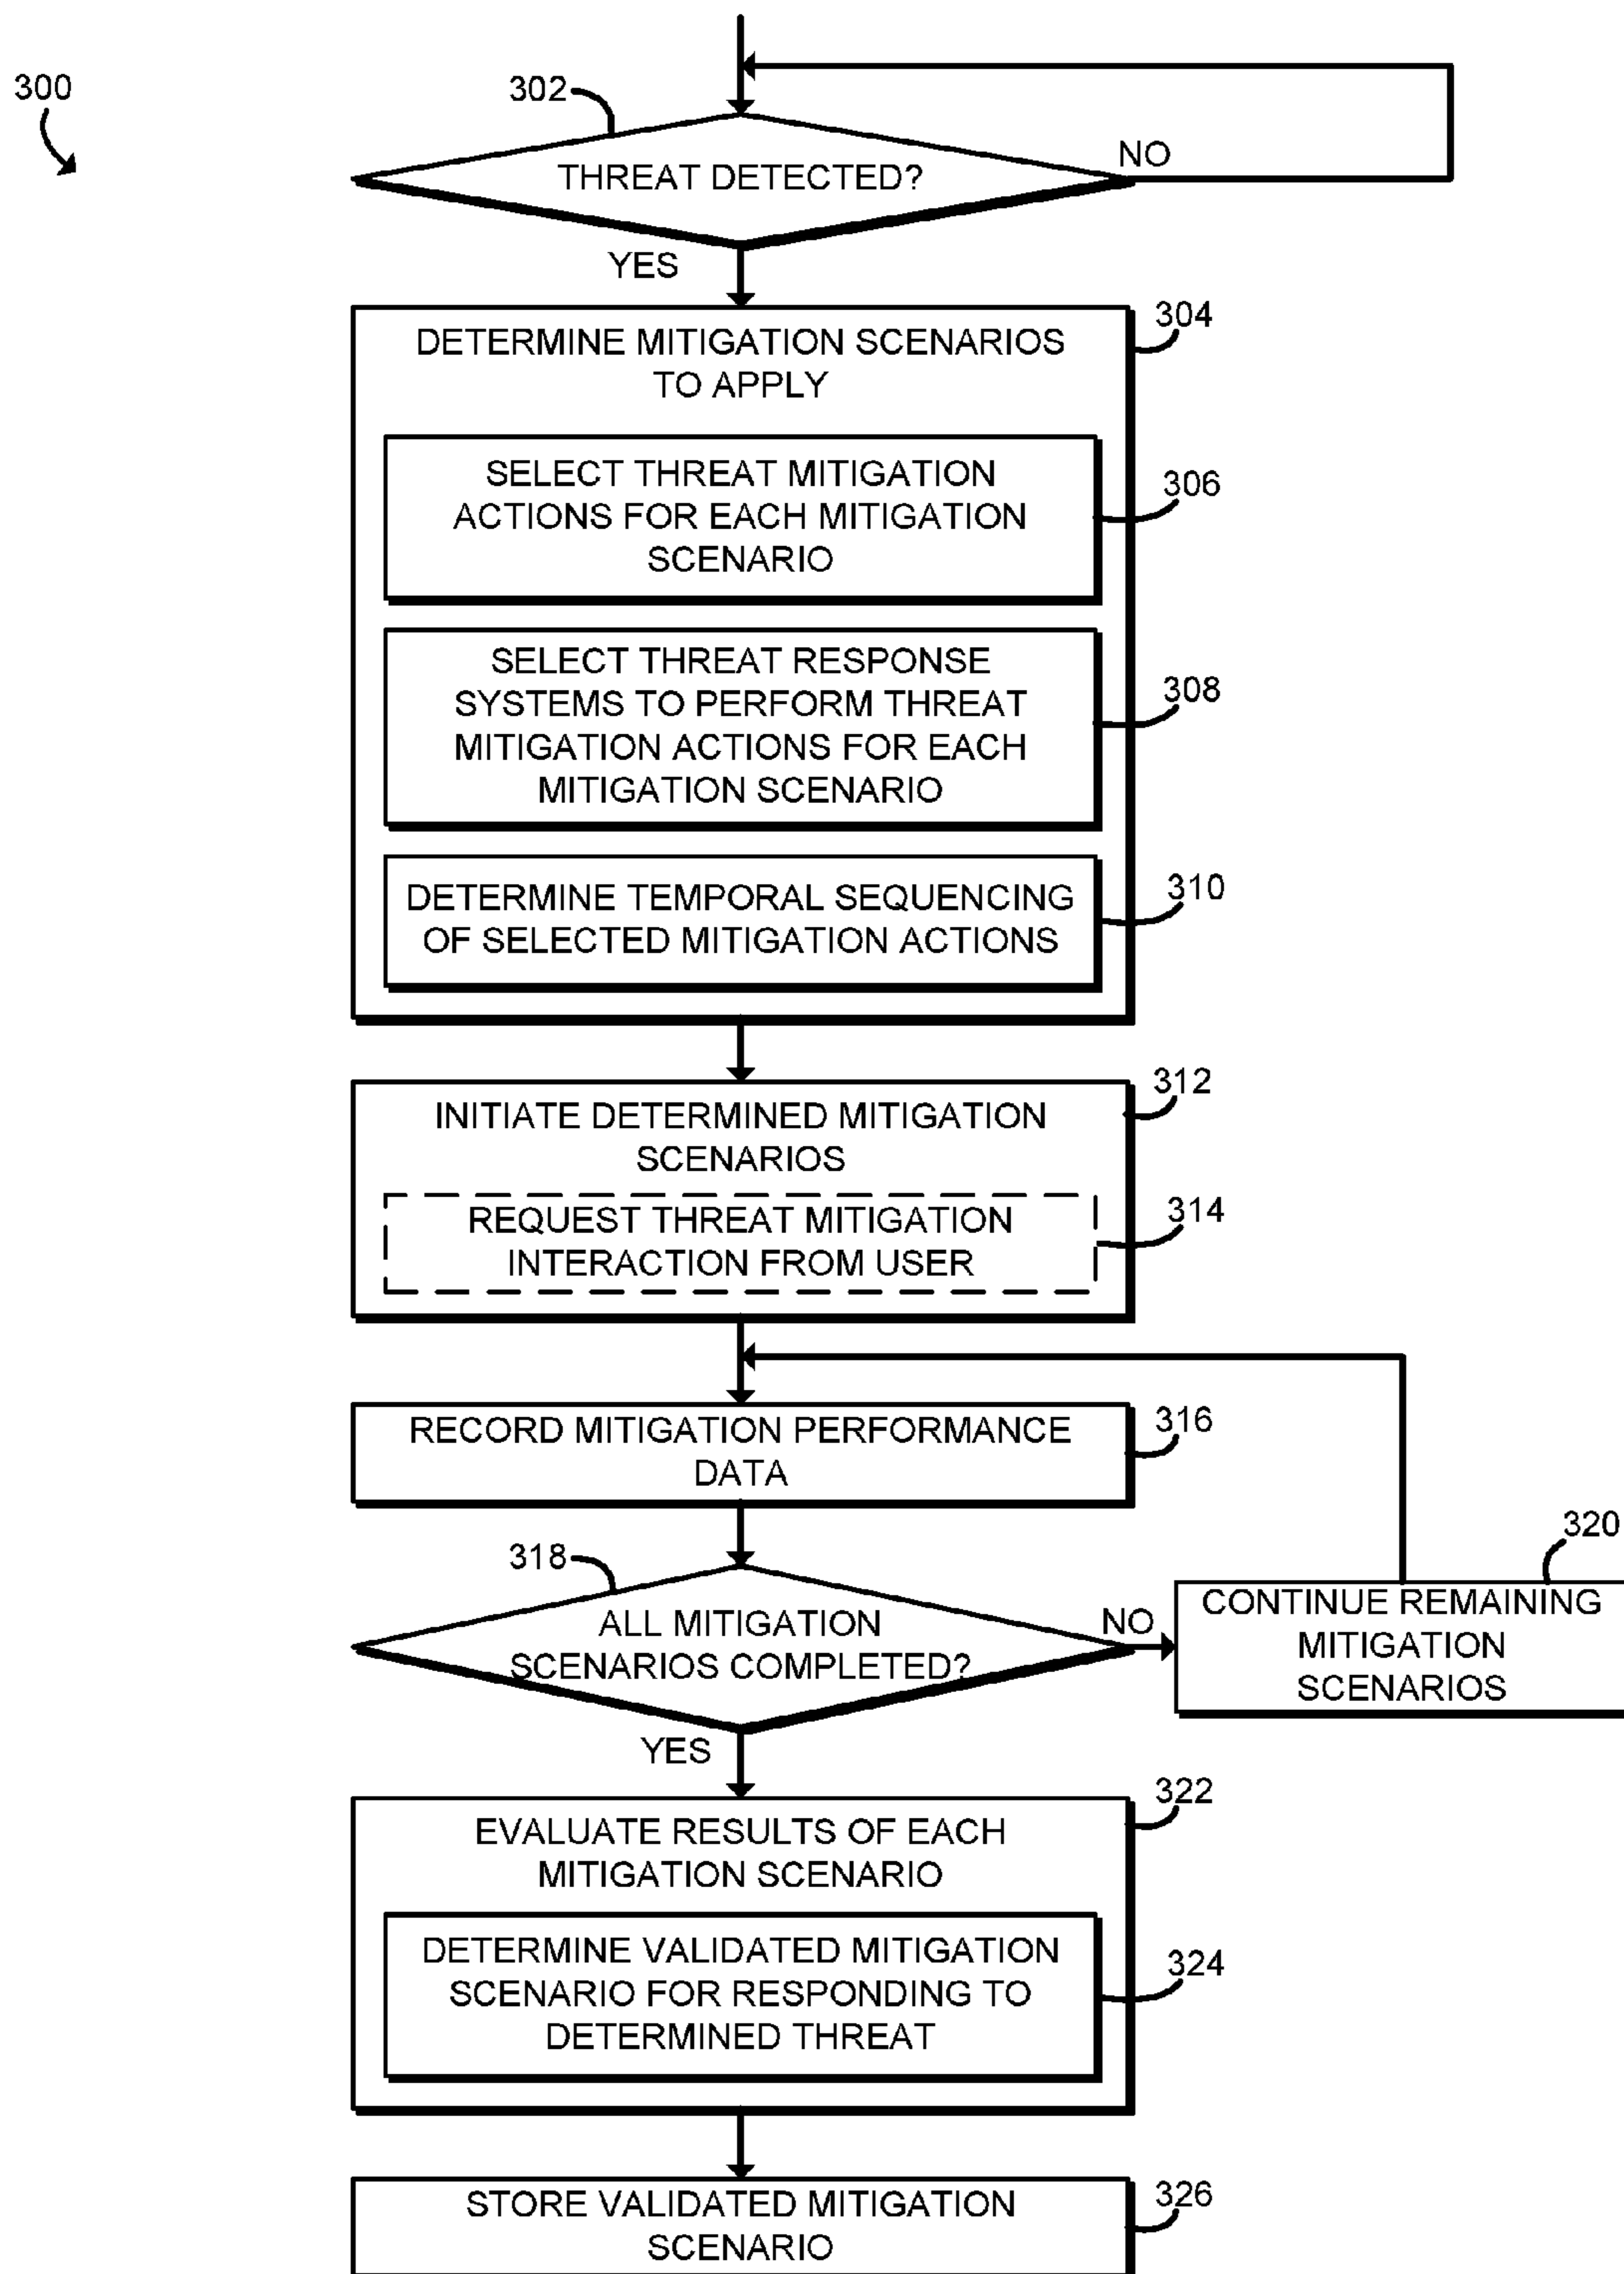 300
302
THREAT DETECTED?
NO
YES
304
DETERMINE MITIGATION SCENARIOS
TO APPLY
SELECT THREAT MITIGATION
ACTIONS FOR EACH MITIGATION
SCENARIO
306
SELECT THREAT RESPONSE
SYSTEMS TO PERFORM THREAT
MITIGATION ACTIONS FOR EACH
MITIGATION SCENARIO
308
DETERMINE TEMPORAL SEQUENCING
OF SELECTED MITIGATION ACTIONS
310
INITIATE DETERMINED MITIGATION
SCENARIOS
312
REQUEST THREAT MITIGATION
INTERACTION FROM USER
314
RECORD MITIGATION PERFORMANCE
DATA
316
318
ALL MITIGATION
SCENARIOS COMPLETED?
NO
320
CONTINUE REMAINING
MITIGATION
SCENARIOS
YES
322
EVALUATE RESULTS OF EACH
MITIGATION SCENARIO
DETERMINE VALIDATED MITIGATION
SCENARIO FOR RESPONDING TO
DETERMINED THREAT
324
STORE VALIDATED MITIGATION
SCENARIO
326